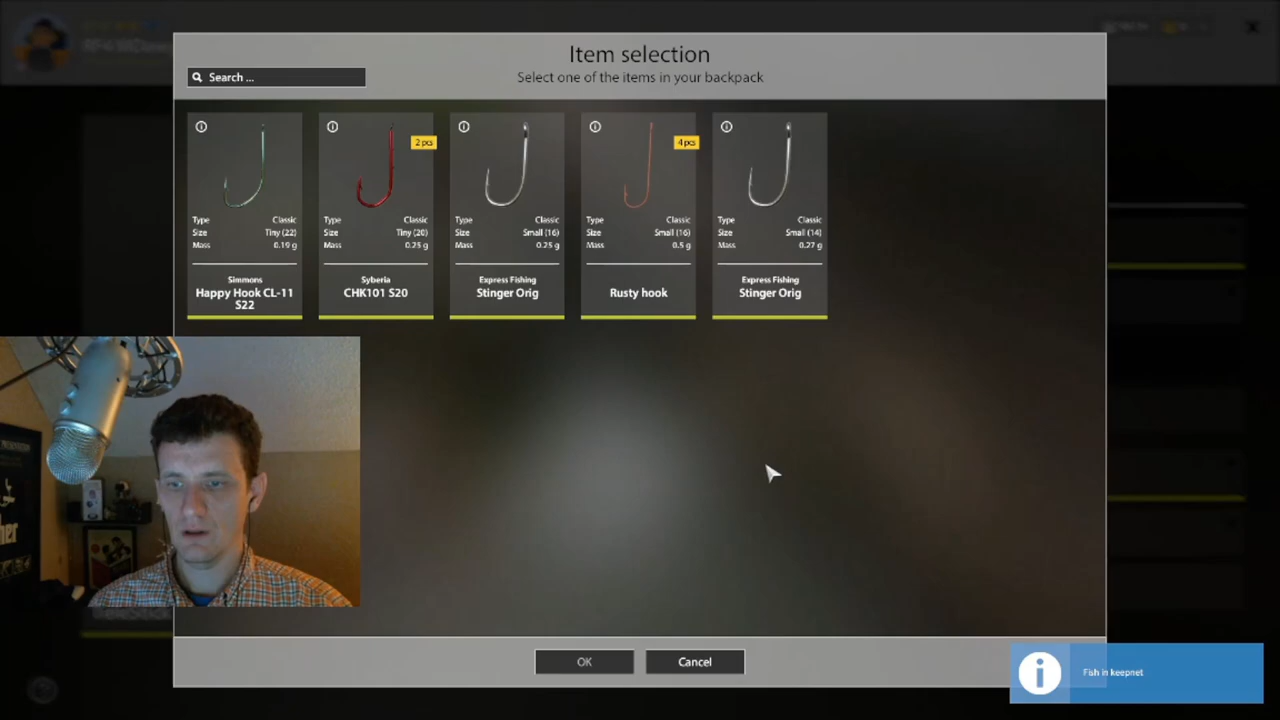 Item selection
Search ...
Select one of the items in your backpack
2 pcs
4 pcs
Type Classic
Size Tiny (22)
Mass 0.19 g
Simmons
Happy Hook CL-11
S22
Type Classic
Size Tiny (20)
Mass 0.25 g
Syberia
CHK101 S20
Type Classic
Size Small (16)
Mass 0.25 g
Express Fishing
Stinger Orig
Type Classic
Size Small (16)
Mass 0.5 g
Rusty hook
Type Classic
Size Small (14)
Mass 0.27 g
Express Fishing
Stinger Orig
OK
Cancel
Fish in keepnet